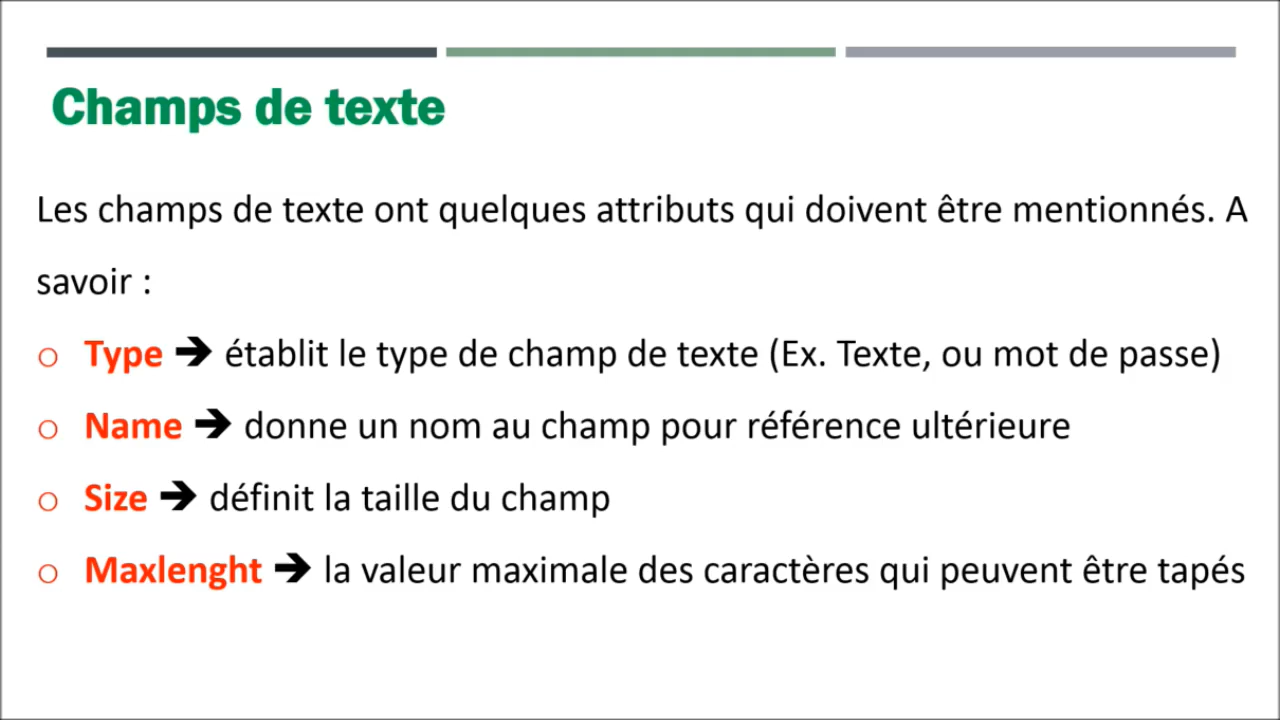 Champs de texte
Les champs de texte ont quelques attributs qui doivent être mentionnés. A
savoir :
o Type ➔ établit le type de champ de texte (Ex. Texte, ou mot de passe)
o Name ➔ donne un nom au champ pour référence ultérieure
o Size ➔ définit la taille du champ
o Maxlenght ➔ la valeur maximale des caractères qui peuvent être tapés